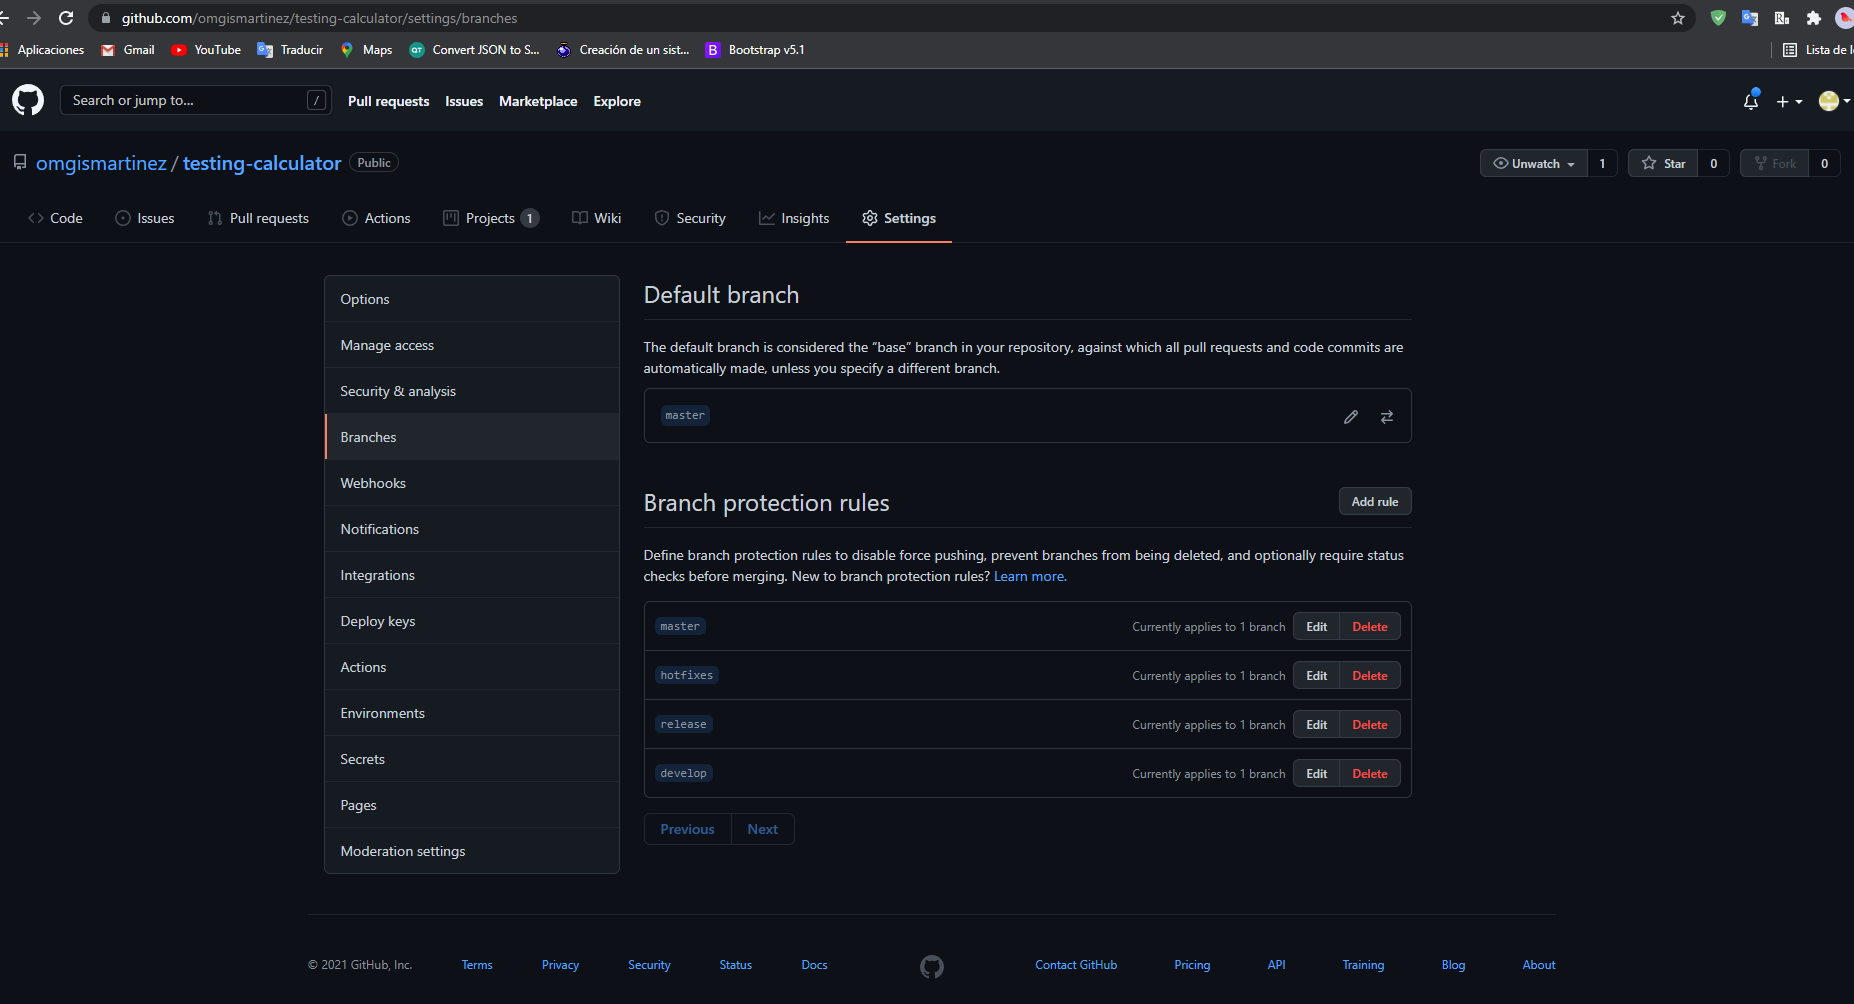 github.com/omgismartinez/testing-calculator/settings/branches
Aplicaciones Gmail YouTube Traducir Maps Convert JSON to S... Creación de un sist... B Bootstrap v5.1 Lista de
Search or jump to... / Pull requests Issues Marketplace Explore
omgismartinez / testing-calculator Public Unwatch 1 Star 0 Fork 0
Code Issues Pull requests Actions Projects 1 Wiki Security Insights Settings
Options
Manage access
Security & analysis
Branches
Webhooks
Notifications
Integrations
Deploy keys
Actions
Environments
Secrets
Pages
Moderation settings
Default branch
The default branch is considered the “base” branch in your repository, against which all pull requests and code commits are
automatically made, unless you specify a different branch.
master
Branch protection rules Add rule
Define branch protection rules to disable force pushing, prevent branches from being deleted, and optionally require status
checks before merging. New to branch protection rules? Learn more.
master Currently applies to 1 branch Edit Delete
hotfixes Currently applies to 1 branch Edit Delete
release Currently applies to 1 branch Edit Delete
develop Currently applies to 1 branch Edit Delete
Previous Next
© 2021 GitHub, Inc. Terms Privacy Security Status Docs Contact GitHub Pricing API Training Blog About